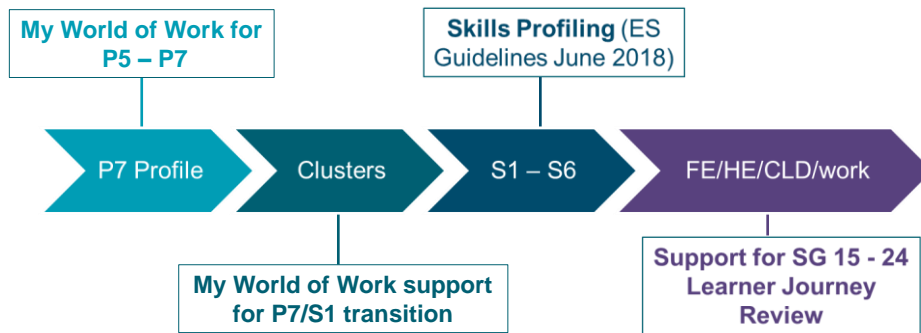 My World of Work for
P5 – P7
Skills Profiling (ES
Guidelines June 2018)
P7 Profile
Clusters
S1 – S6
FE/HE/CLD/work
My World of Work support
for P7/S1 transition
Support for SG 15 - 24
Learner Journey
Review